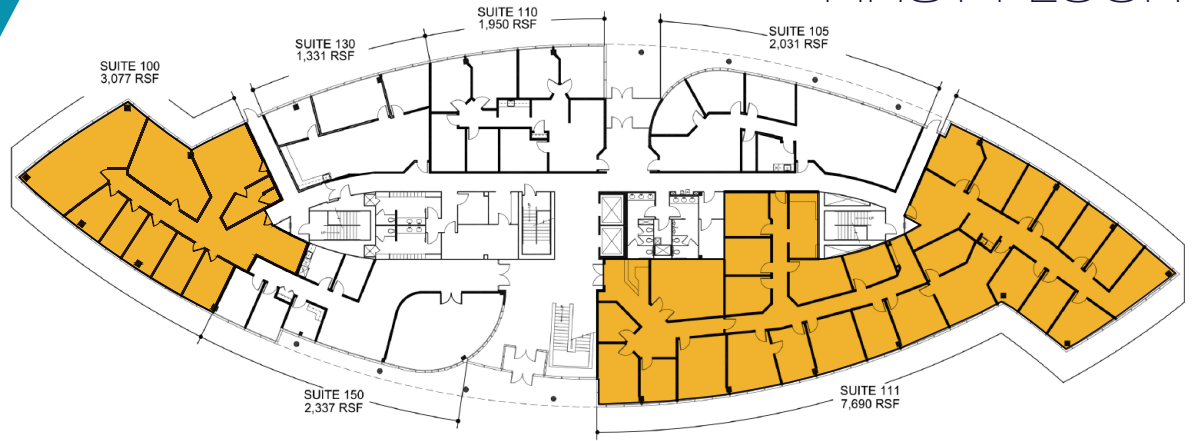 SUITE 110
1,950 RSF
SUITE 130
1,331 RSF
SUITE 105
2,031 RSF
SUITE 100
3,077 RSF
SUITE 150
2,337 RSF
SUITE 111
7,690 RSF